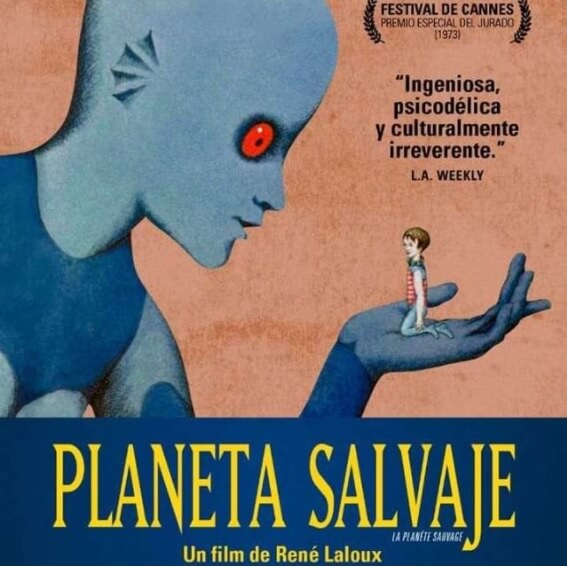 FESTIVAL DE CANNES
PREMIO ESPECIAL DEL JURADO
(1973)
“Ingeniosa,
psicodélica
y culturalmente
irreverente.”
L.A. WEEKLY
PLANETA SALVAJE
LA PLANÈTE SAUVAGE
Un film de René Laloux